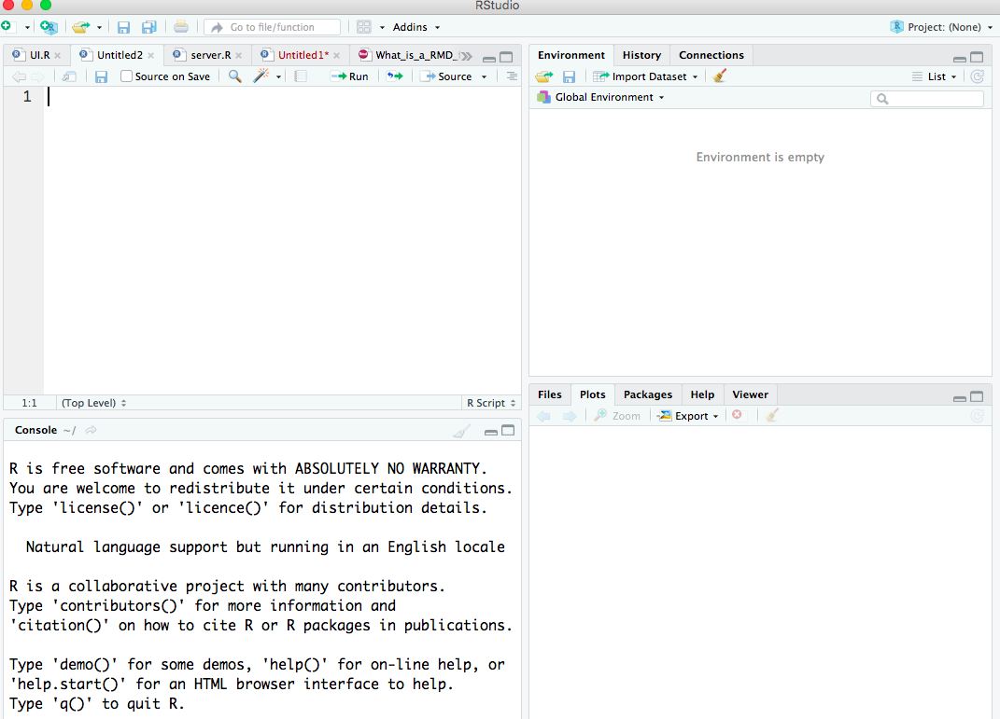 RStudio
Go to file/function
Addins
Project: (None)
UI.R
Untitled2
server.R
Untitled1*
What_is_a_RMD_
Source on Save
Run
Source
1
1:1
(Top Level)
R Script
Console ~/
R is free software and comes with ABSOLUTELY NO WARRANTY.
You are welcome to redistribute it under certain conditions.
Type 'license()' or 'licence()' for distribution details.
Natural language support but running in an English locale
R is a collaborative project with many contributors.
Type 'contributors()' for more information and
'citation()' on how to cite R or R packages in publications.
Type 'demo()' for some demos, 'help()' for on-line help, or
'help.start()' for an HTML browser interface to help.
Type 'q()' to quit R.
Environment
History
Connections
Import Dataset
List
Global Environment
Environment is empty
Files
Plots
Packages
Help
Viewer
Zoom
Export